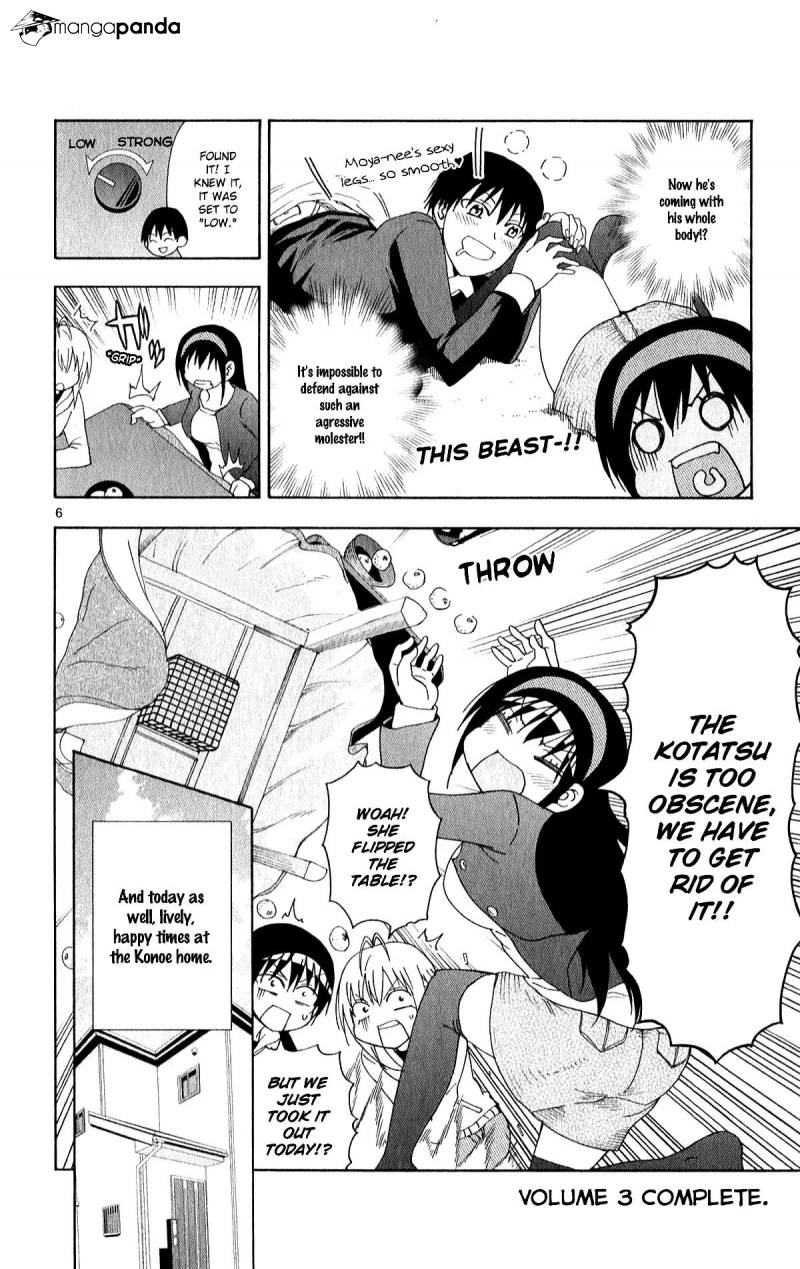 mangapanda
Moya-nee's sexy
legs... so smooth♥
Now he's
coming with
his whole
body!?
It's impossible to
defend against
such an
agressive
molester!!
THIS BEAST-!!
LOW STRONG
FOUND
IT! I
KNEW IT,
IT WAS
SET TO
"LOW."
ガッ
*GRIP*
6
THROW
THE
KOTATSU
IS TOO
OBSCENE,
WE HAVE
TO GET
RID OF
IT!!
WOAH!
SHE
FLIPPED
THE
TABLE!?
BUT WE
JUST
TOOK IT
OUT
TODAY!?
And today as
well, lively,
happy times at
the Konoe home.
VOLUME 3 COMPLETE.